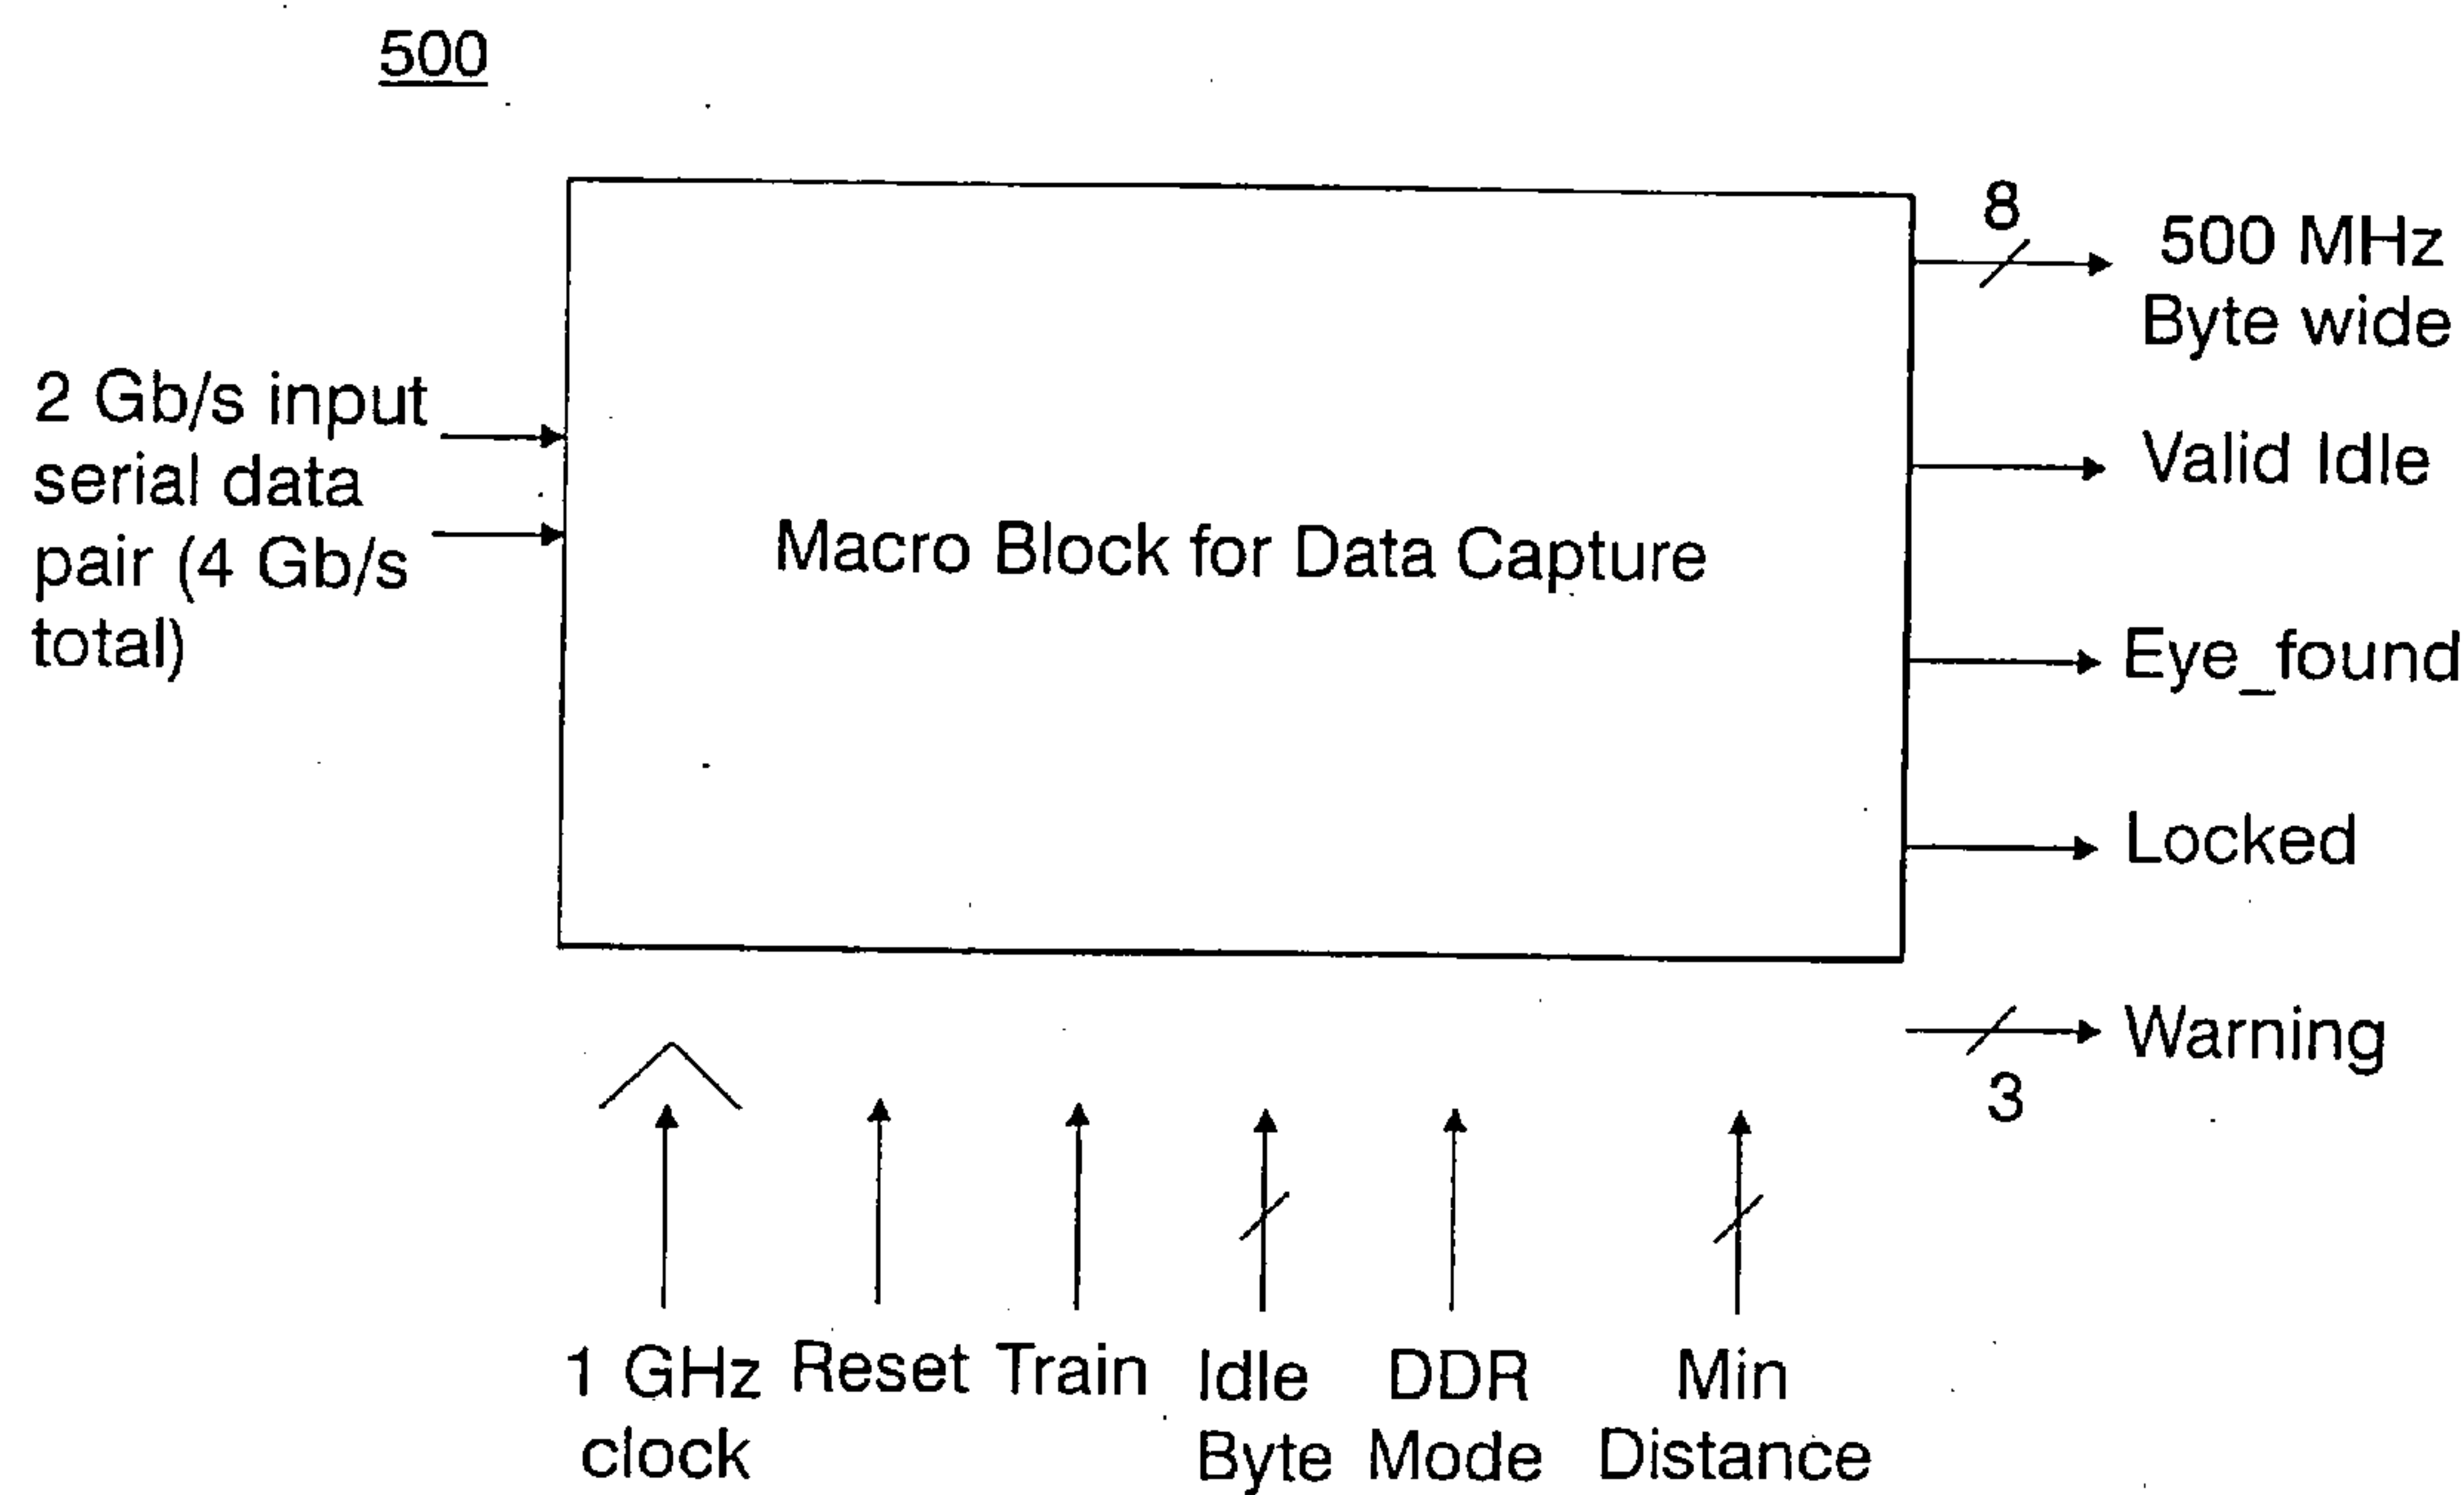 500
8
500 MHz
Byte wide
2 Gb/s input
serial data
pair (4 Gb/s
total)
Macro Block for Data Capture
Valid Idle
Eye_found
Locked
Warning
3
1 GHz
clock
Reset
Train
Idle
Byte
DDR
Mode
Min
Distance